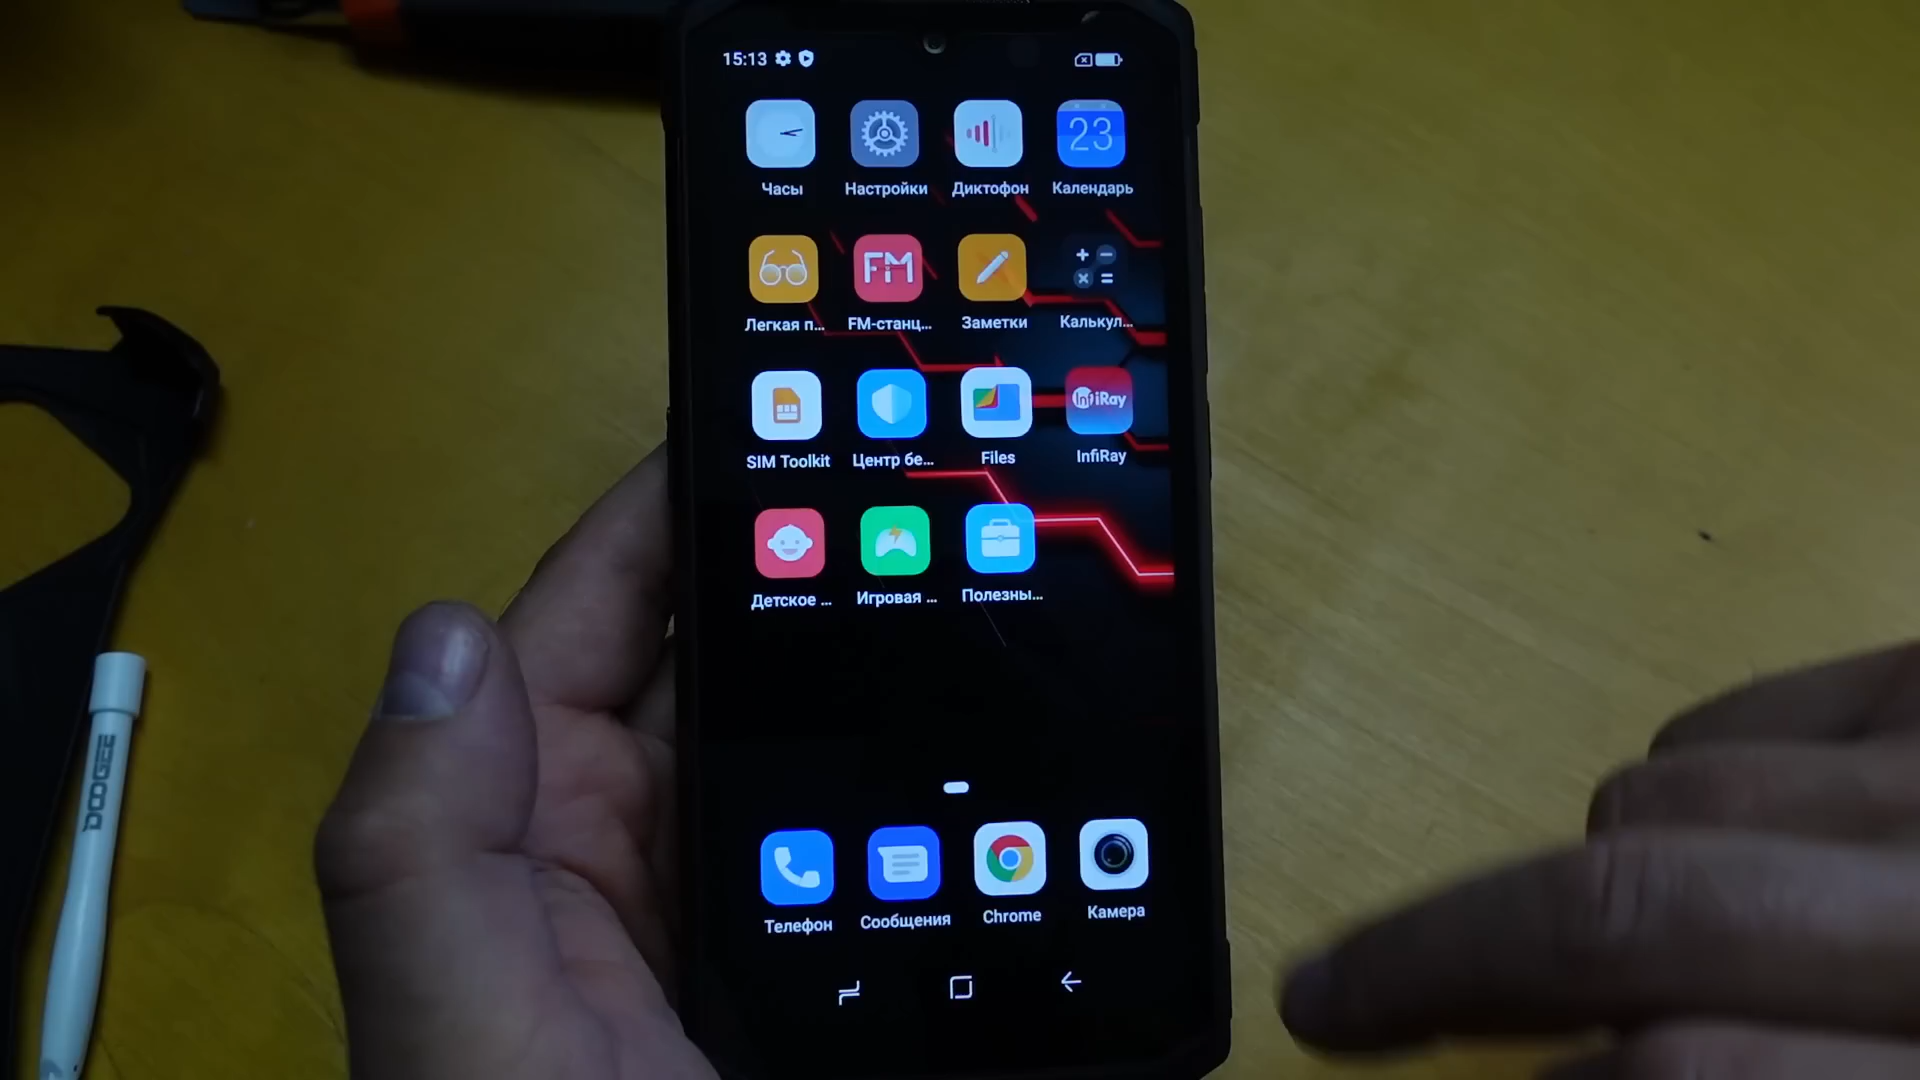 15:13
23
Часы Настройки Диктофон Календарь
FM
Легкая п... FM-станц... Заметки Калькул...
InfiRay
SIM Toolkit Центр бе... Files InfiRay
Детское ... Игровая ... Полезны...
Телефон Сообщения Chrome Камера
DOOGEE